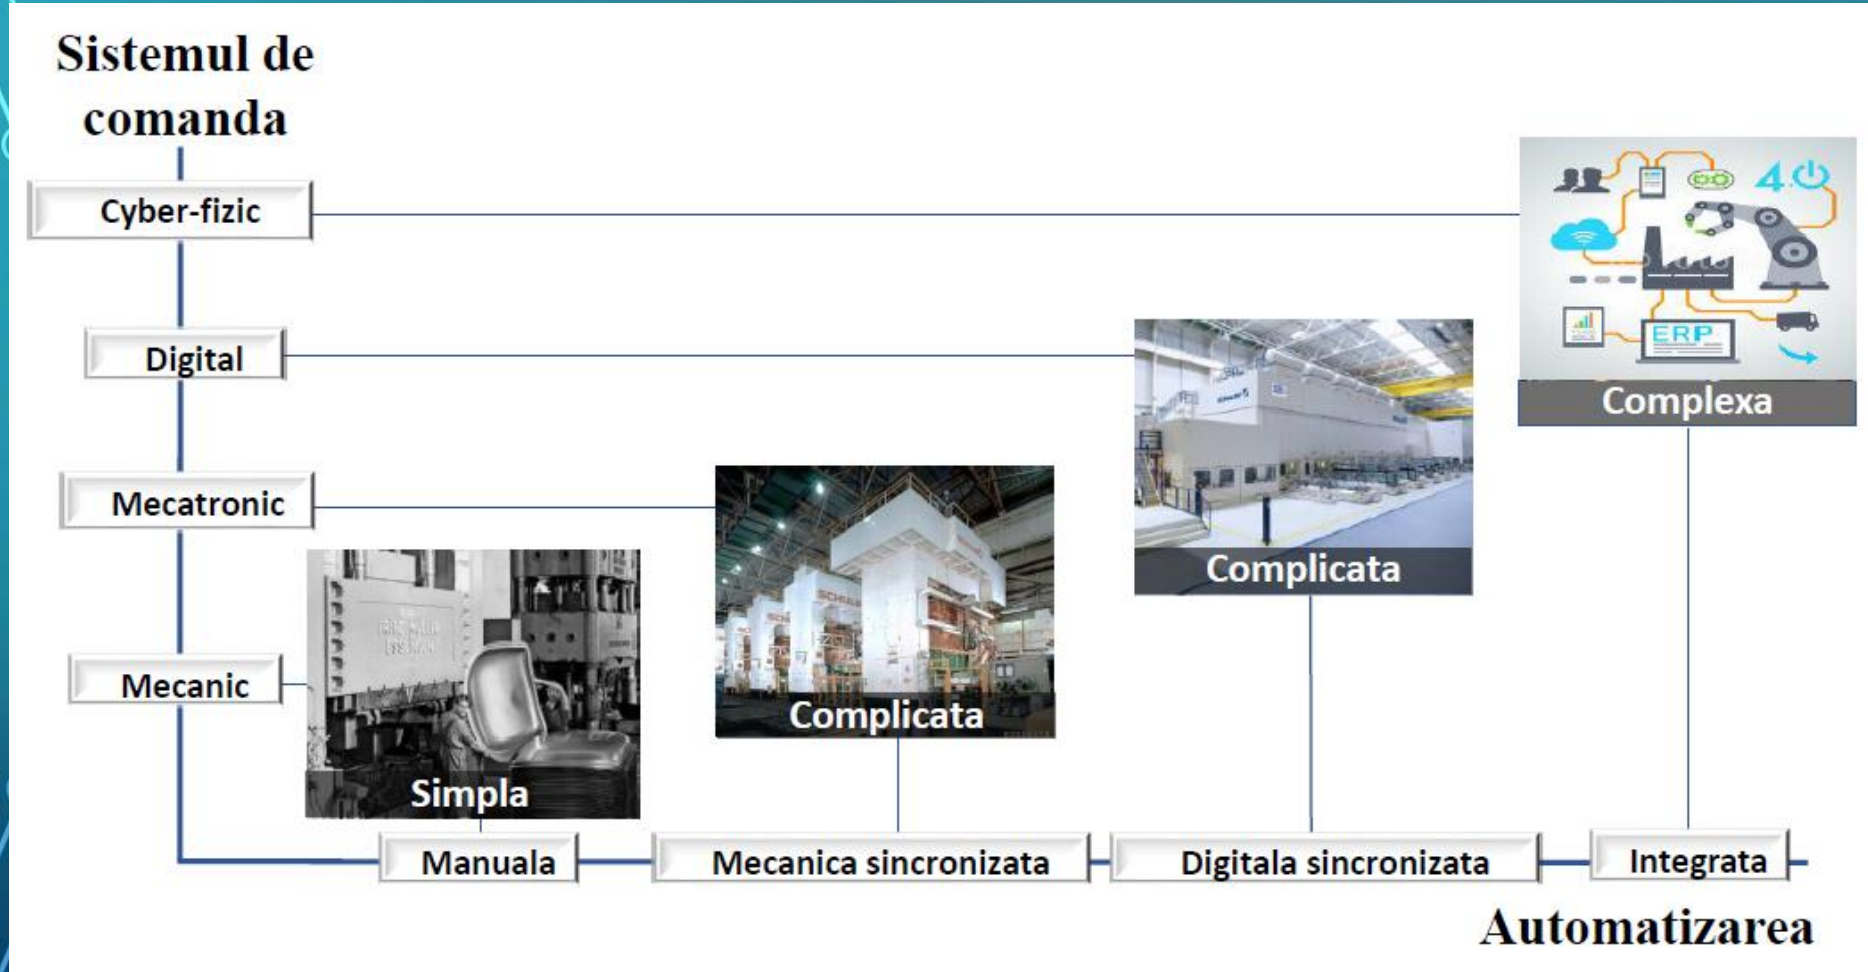 Sistemul de
comanda
Cyber-fizic
4.0
ERP
Complexa
Digital
Complicata
Mecatronic
SCHULER
Complicata
Mecanic
Simpla
Manuala
Mecanica sincronizata
Digitala sincronizata
Integrata
Automatizarea